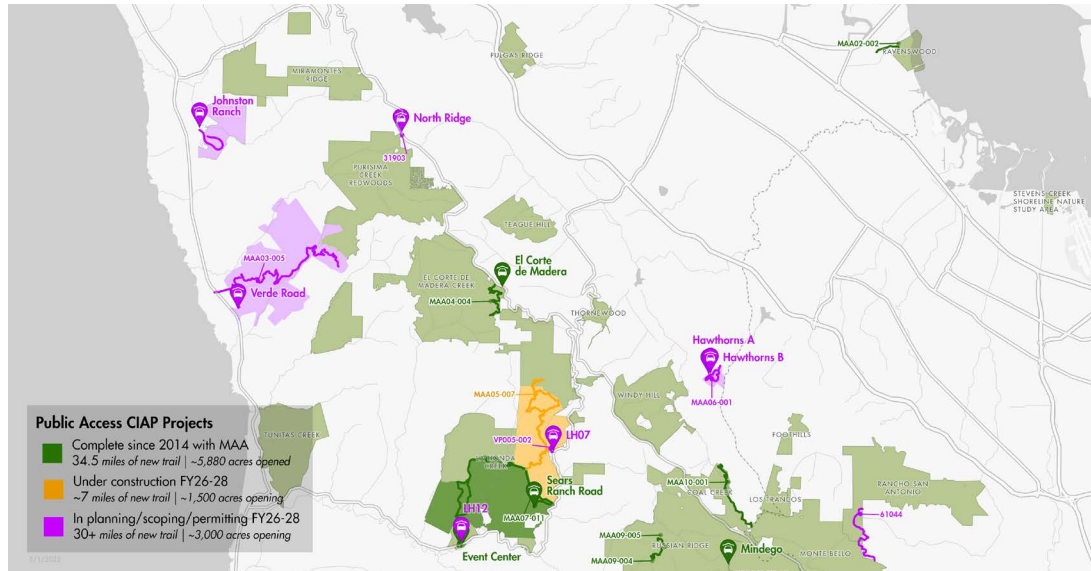 MAA02-002
RAVENSWOOD
PULGAS RIDGE
MIRAMONTES
RIDGE
Johnston
Ranch
North Ridge
31903
PURISIMA
CREEK
REDWOODS
STEVENS CREEK
SHORELINE NATURE
STUDY AREA
TEAGUE HILL
MAA03-005
Verde Road
El Corte
de Madera
EL CORTE DE
MADERA CREEK
MAA04-004
THORNEWOOD
Hawthorns A
Hawthorns B
MAA05-007
WINDY HILL
MAA06-001
Public Access CIAP Projects
Complete since 2014 with MAA
34.5 miles of new trail | ~5,880 acres opened
Under construction FY26-28
~7 miles of new trail | ~1,500 acres opening
In planning/scoping/permitting FY26-28
30+ miles of new trail | ~3,000 acres opening
TUNITAS CREEK
VP005-002
LH07
FOOTHILLS
LA HONDA
CREEK
Sears
Ranch Road
MAA07-011
MAA10-001
COAL CREEK
LOS TRANCOS
RANCHO SAN
ANTONIO
LH12
Event Center
61044
MAA09-005
RUSSIAN RIDGE
Mindego
MONTE BELLO
MAA09-004